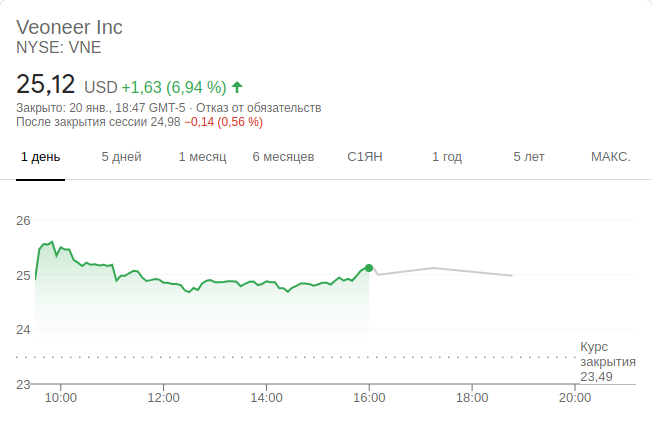 Veoneer Inc
NYSE: VNE
25,12 USD +1,63 (6,94 %)
Закрыто: 20 янв., 18:47 GMT-5 · Отказ от обязательств
После закрытия сессии 24,98 −0,14 (0,56 %)
1 день 5 дней 1 месяц 6 месяцев С1ЯН 1 год 5 лет МАКС.
26
25
24
Курс
закрытия
23,49
23
10:00 12:00 14:00 16:00 18:00 20:00